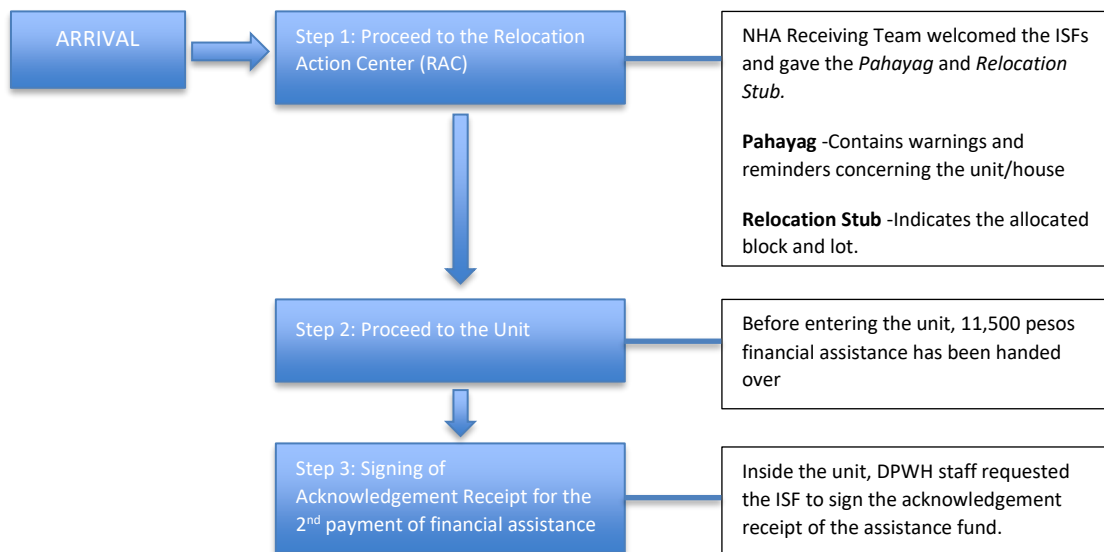 ARRIVAL
Step 1: Proceed to the Relocation
Action Center (RAC)
NHA Receiving Team welcomed the ISFs
and gave the Pahayag and Relocation
Stub.
Pahayag -Contains warnings and
reminders concerning the unit/house
Relocation Stub -Indicates the allocated
block and lot.
Step 2: Proceed to the Unit
Before entering the unit, 11,500 pesos
financial assistance has been handed
over
Step 3: Signing of
Acknowledgement Receipt for the
2nd payment of financial assistance
Inside the unit, DPWH staff requested
the ISF to sign the acknowledgement
receipt of the assistance fund.